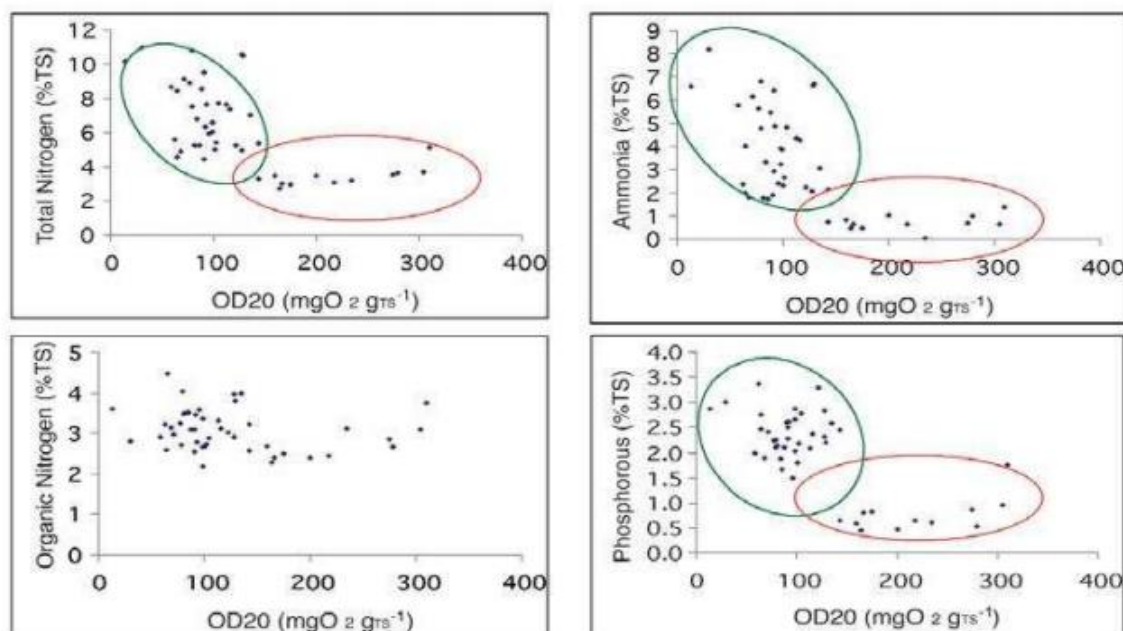 Total Nitrogen (%TS)
12
10
8
6
4
2
0
0 100 200 300 400
OD20 (mgO 2 gTS-1)
Ammonia (%TS)
9
8
7
6
5
4
3
2
1
0
0 100 200 300 400
OD20 (mgO 2 gTS-1)
Organic Nitrogen (%TS)
5
4
3
2
1
0
0 100 200 300 400
OD20 (mgO 2 gTS-1)
Phosphorous (%TS)
4.0
3.5
3.0
2.5
2.0
1.5
1.0
0.5
0.0
0 100 200 300 400
OD20 (mgO 2 gTS-1)